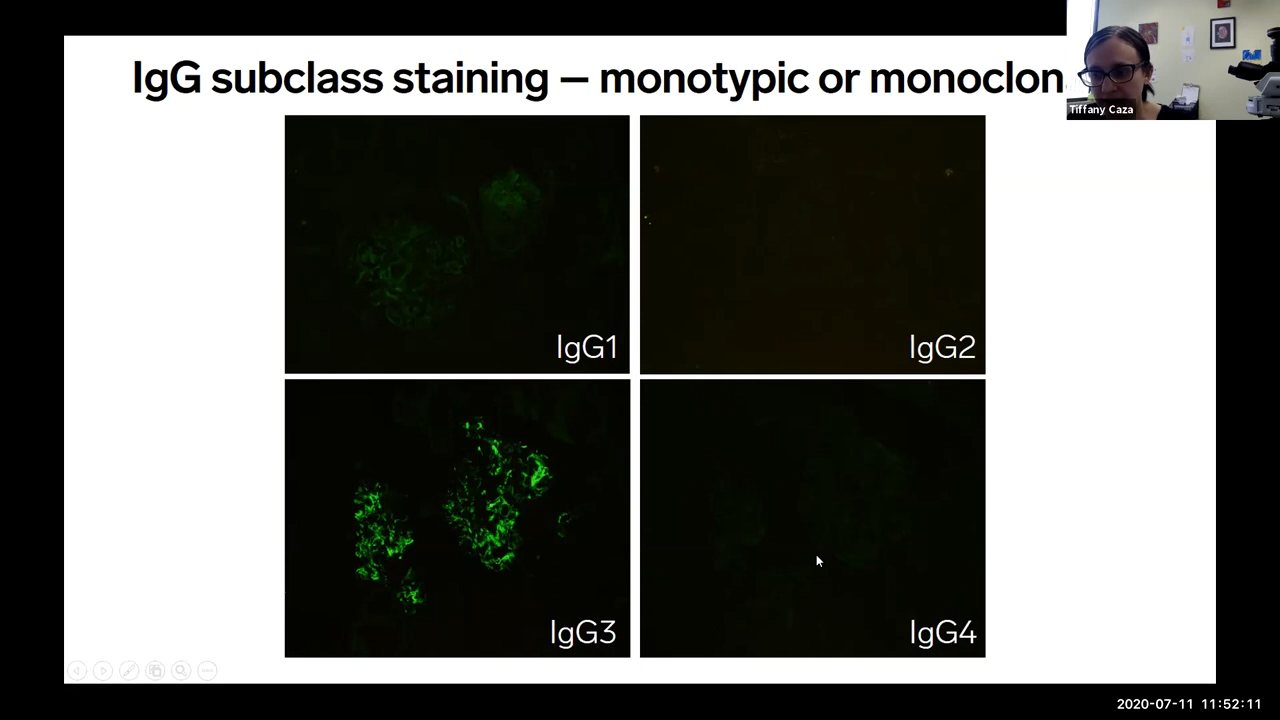 IgG subclass staining – monotypic or monoclon
Tiffany Caza
IgG1
IgG2
IgG3
IgG4
2020-07-11 11:52:11